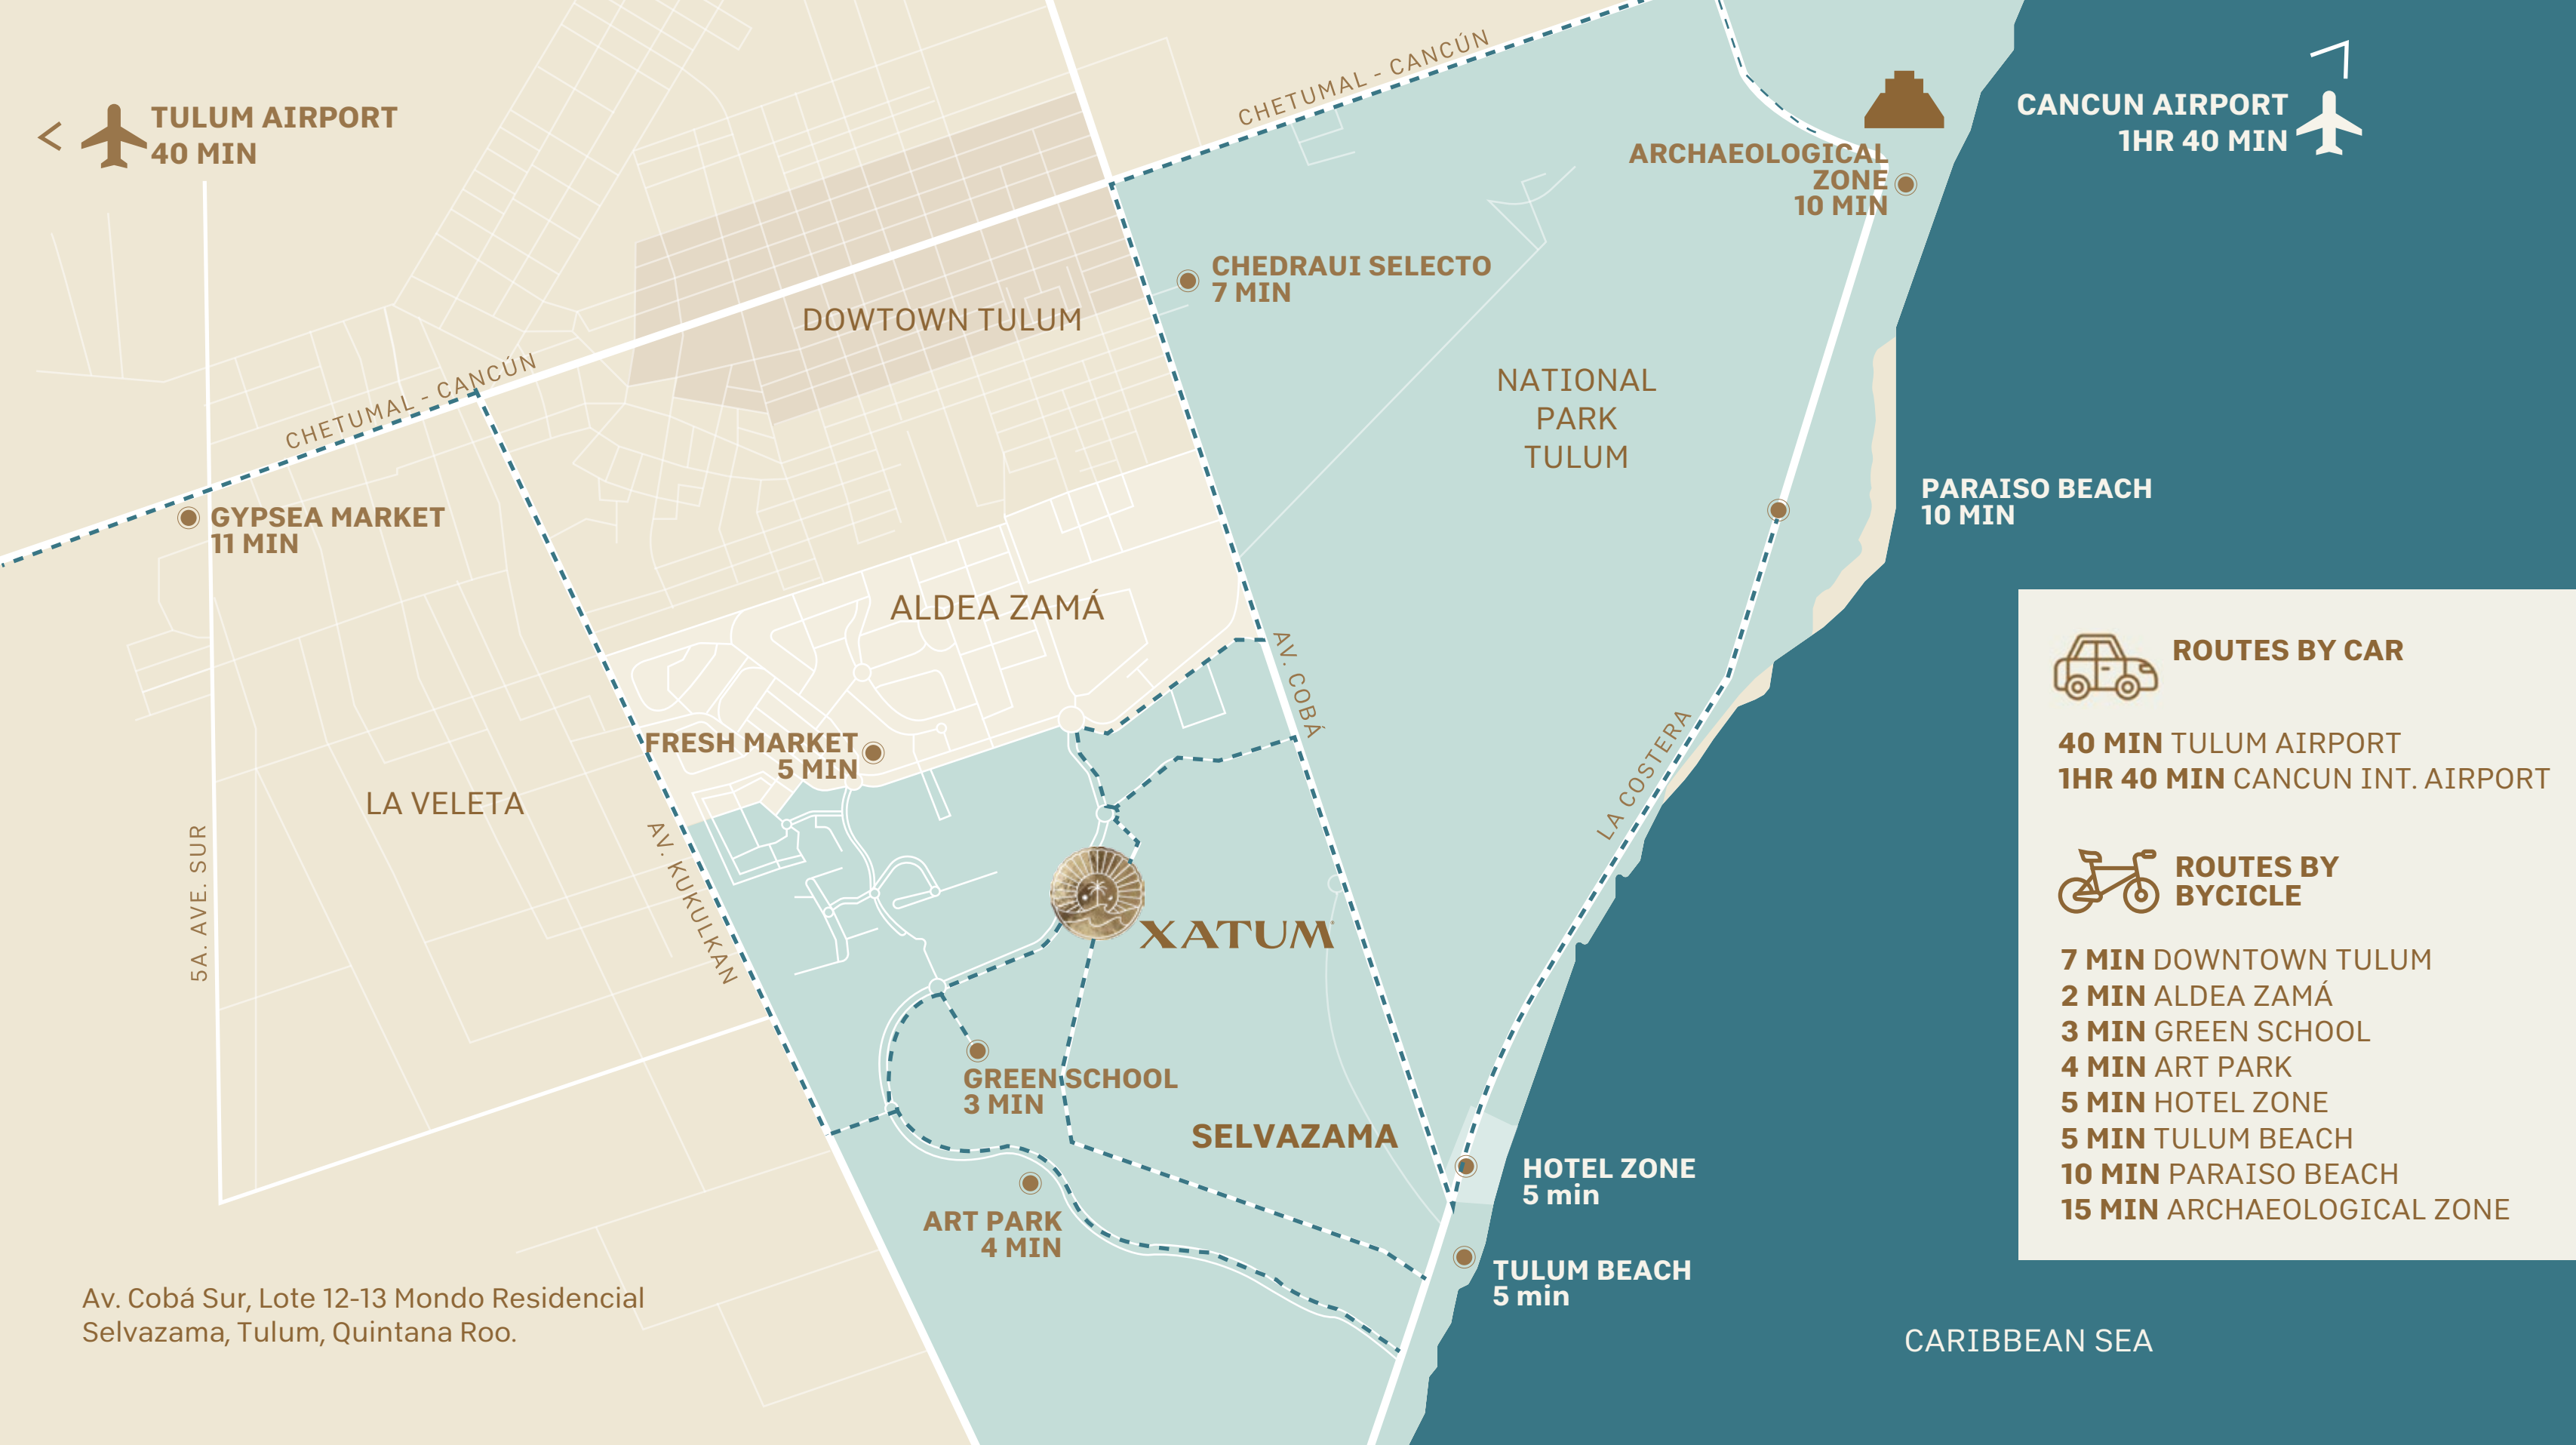 CHETUMAL - CANCÚN
TULUM AIRPORT
40 MIN
CANCUN AIRPORT
1HR 40 MIN
ARCHAEOLOGICAL
ZONE
10 MIN
CHEDRAUI SELECTO
7 MIN
DOWTOWN TULUM
NATIONAL
PARK
TULUM
CHETUMAL - CANCÚN
GYPSEA MARKET
11 MIN
PARAISO BEACH
10 MIN
ALDEA ZAMÁ
AV. COBÁ
FRESH MARKET
5 MIN
LA VELETA
LA COSTERA
5A. AVE. SUR
AV. KUKULKAN
XATUM
GREEN SCHOOL
3 MIN
SELVAZAMA
HOTEL ZONE
5 min
ART PARK
4 MIN
TULUM BEACH
5 min
Av. Cobá Sur, Lote 12-13 Mondo Residencial
Selvazama, Tulum, Quintana Roo.
CARIBBEAN SEA
ROUTES BY CAR
40 MIN TULUM AIRPORT
1HR 40 MIN CANCUN INT. AIRPORT
ROUTES BY
BYCICLE
7 MIN DOWNTOWN TULUM
2 MIN ALDEA ZAMÁ
3 MIN GREEN SCHOOL
4 MIN ART PARK
5 MIN HOTEL ZONE
5 MIN TULUM BEACH
10 MIN PARAISO BEACH
15 MIN ARCHAEOLOGICAL ZONE